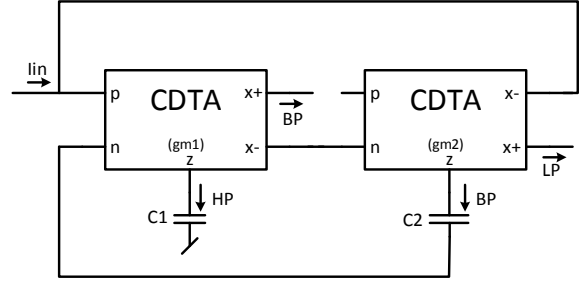 Iin
p
CDTA
x+
BP
n
(gm1)
z
x-
C1
HP
p
CDTA
x-
n
(gm2)
z
x+
LP
C2
BP